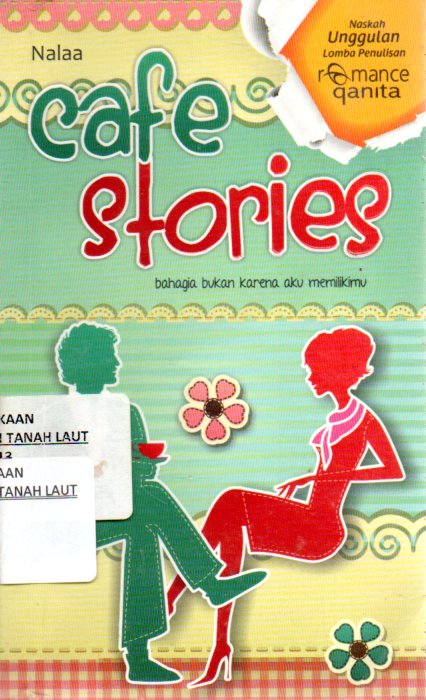 Nalaa
Naskah
Unggulan
Lomba Penulisan
romance
qanita
cafe
stories
bahagia bukan karena aku memilikimu
KAAN
TANAH LAUT
AAN
TANAH LAUT